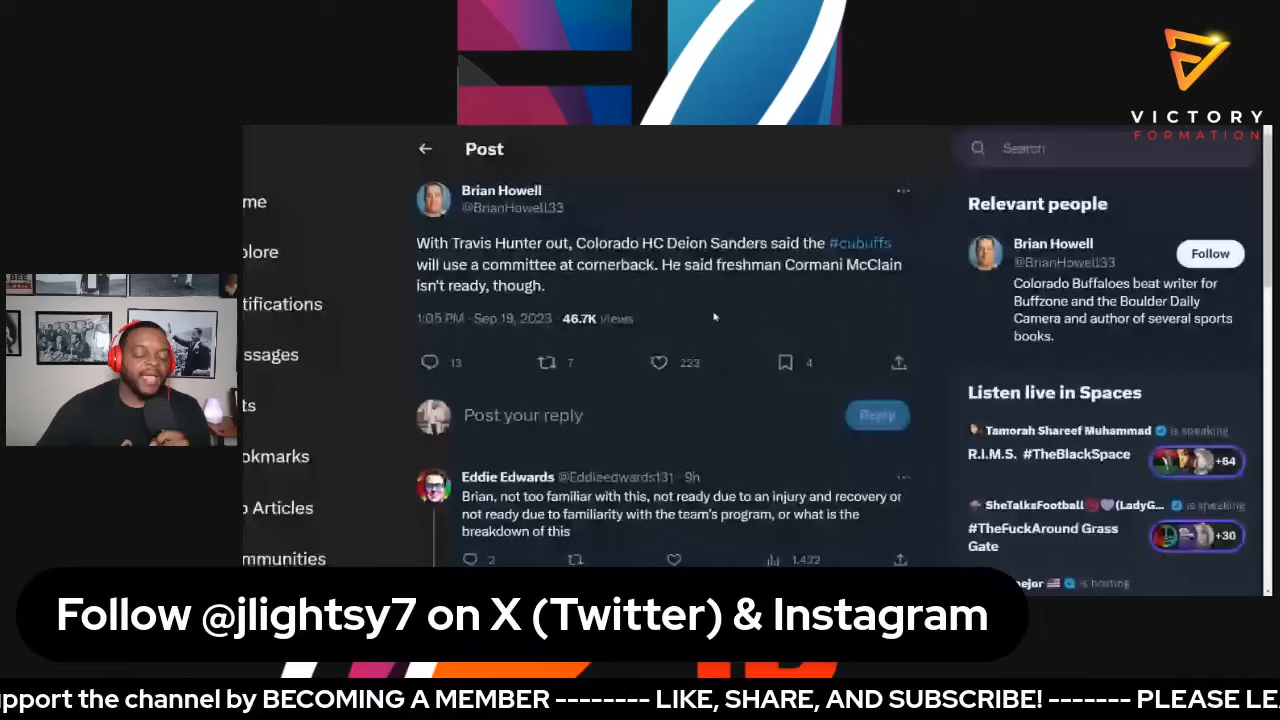 VICTORY
FORMATION
Post
Search
Brian Howell
@BrianHowell33
With Travis Hunter out, Colorado HC Deion Sanders said the #cubuffs
will use a committee at cornerback. He said freshman Cormani McClain
isn't ready, though.
1:05 PM · Sep 19, 2023 · 46.7K Views
13
7
223
4
Post your reply
Reply
Eddie Edwards @Eddieedwards131 · 9h
Brian, not too familiar with this, not ready due to an injury and recovery or
not ready due to familiarity with the team's program, or what is the
breakdown of this
2
1,432
me
lore
tifications
ssages
ts
okmarks
Articles
mmunities
Relevant people
Brian Howell
@BrianHowell33
Follow
Colorado Buffaloes beat writer for
Buffzone and the Boulder Daily
Camera and author of several sports
books.
Listen live in Spaces
Tamorah Shareef Muhammad is speaking
R.I.M.S. #TheBlackSpace
+64
SheTalksFootball (LadyG... is speaking
#TheFuckAround Grass
Gate
+30
nejor is hosting
BEE
Follow @jlightsy7 on X (Twitter) & Instagram
pport the channel by BECOMING A MEMBER -------- LIKE, SHARE, AND SUBSCRIBE! ------- PLEASE LE